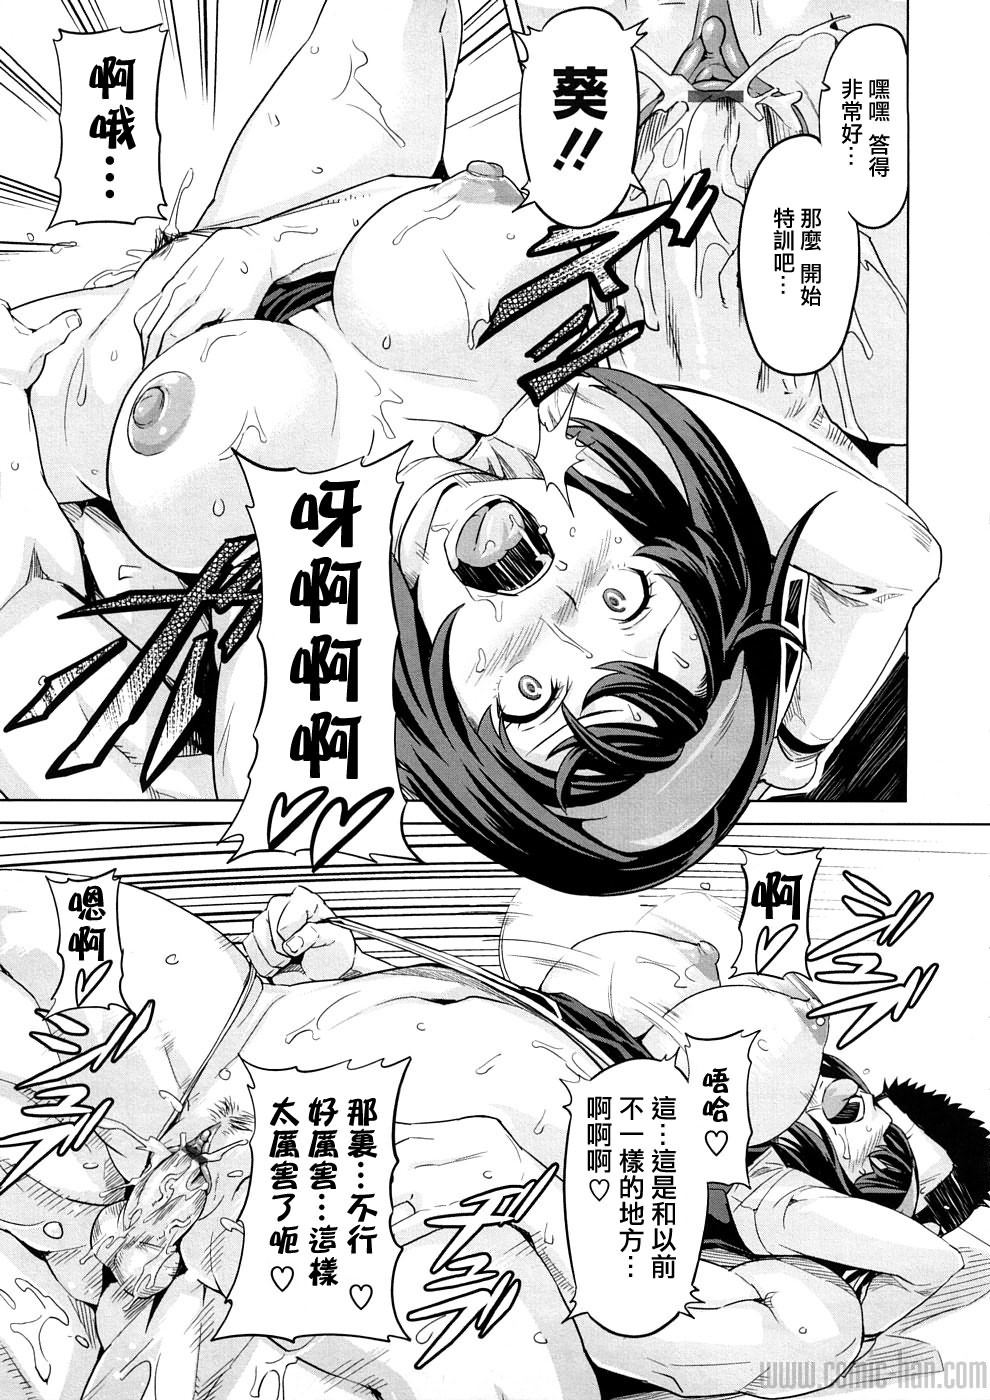 嘿嘿 答得
非常好…
那麼 開始
特訓吧…
葵!!
啊哦…
呀啊啊啊♡♡
啊♡
嗯啊♡
唔哈♡
這…這是和以前
不一樣的地方…
啊啊啊♡
那裏…不行♡
好厲害…這樣
太厲害了呃♡
www.comic-han.com